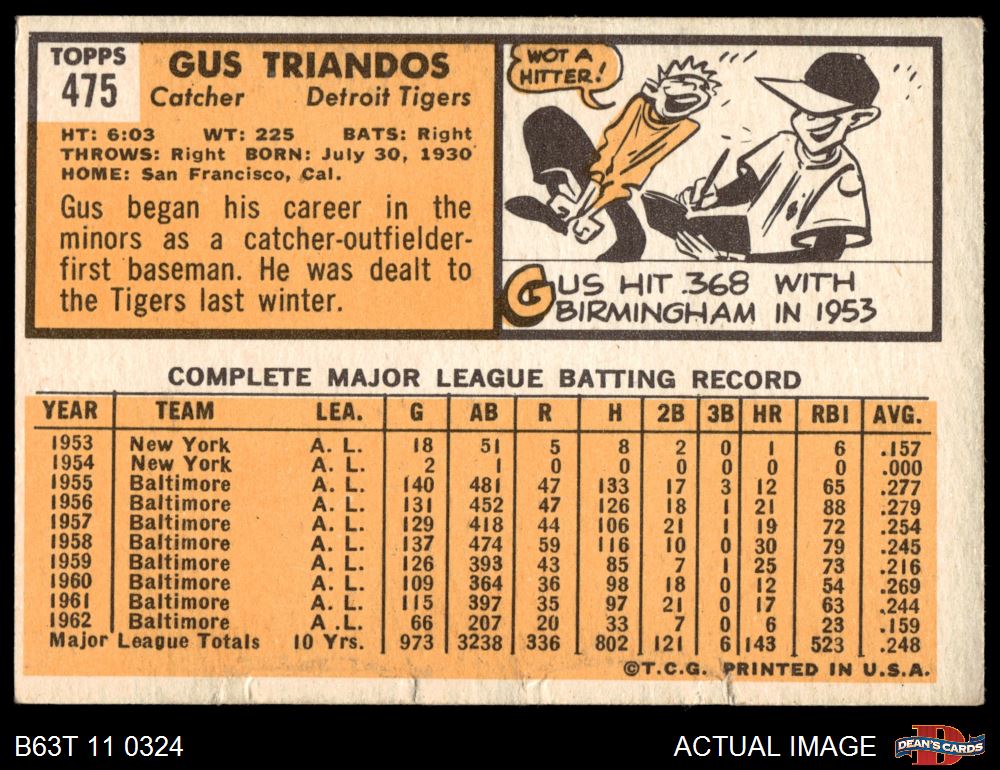 TOPPS
475
GUS TRIANDOS
Catcher Detroit Tigers
HT: 6:03 WT: 225 BATS: Right
THROWS: Right BORN: July 30, 1930
HOME: San Francisco, Cal.
Gus began his career in the
minors as a catcher-outfielder-
first baseman. He was dealt to
the Tigers last winter.
WOT A
HITTER!
GUS HIT .368 WITH
BIRMINGHAM IN 1953
COMPLETE MAJOR LEAGUE BATTING RECORD
YEAR TEAM LEA. G AB R H 2B 3B HR RBI AVG.
1953 New York A. L. 18 51 5 8 2 0 1 6 .157
1954 New York A. L. 2 1 0 0 0 0 0 0 .000
1955 Baltimore A. L. 140 481 47 133 17 3 12 65 .277
1956 Baltimore A. L. 131 452 47 126 18 1 21 88 .279
1957 Baltimore A. L. 129 418 44 106 21 1 19 72 .254
1958 Baltimore A. L. 137 474 59 116 10 0 30 79 .245
1959 Baltimore A. L. 126 393 43 85 7 1 25 73 .216
1960 Baltimore A. L. 109 364 36 98 18 0 12 54 .269
1961 Baltimore A. L. 115 397 35 97 21 0 17 63 .244
1962 Baltimore A .L. 66 207 20 33 7 0 6 23 .159
Major League Totals 10 Yrs. 973 3238 336 802 121 6 143 523 .248
©T.C.G. PRINTED IN U.S.A.
B63T 11 0324 ACTUAL IMAGE
D
DEAN'S CARDS